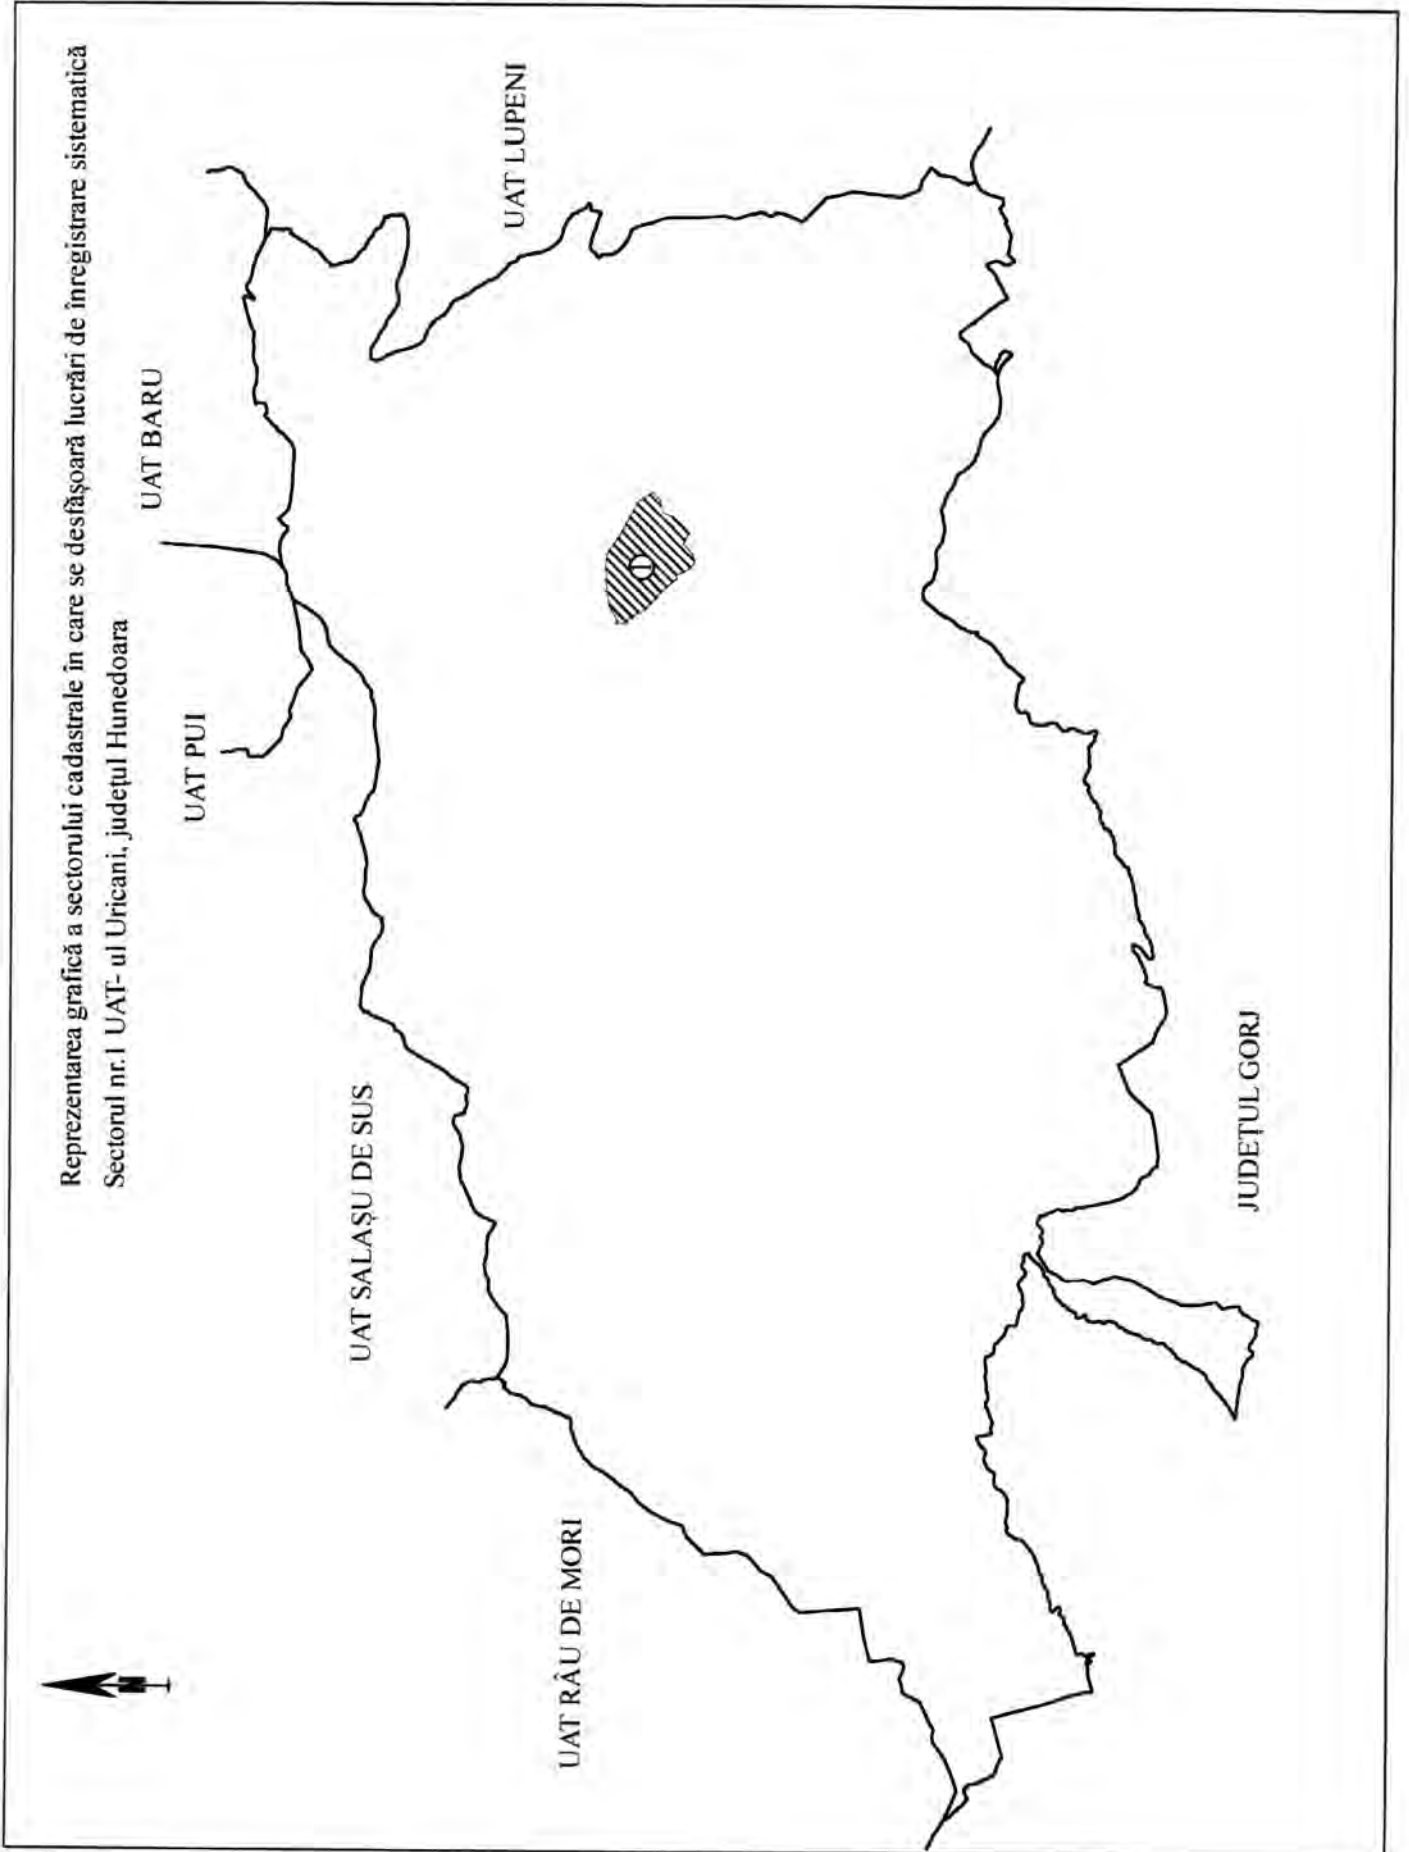 Reprezentarea grafică a sectorului cadastrale în care se desfășoară lucrări de înregistrare sistematică
Sectorul nr.1 UAT- ul Uricani, județul Hunedoara
UAT BARU
UAT PUI
UAT LUPENI
UAT SALAȘU DE SUS
UAT RÂU DE MORI
JUDEȚUL GORJ
N
1